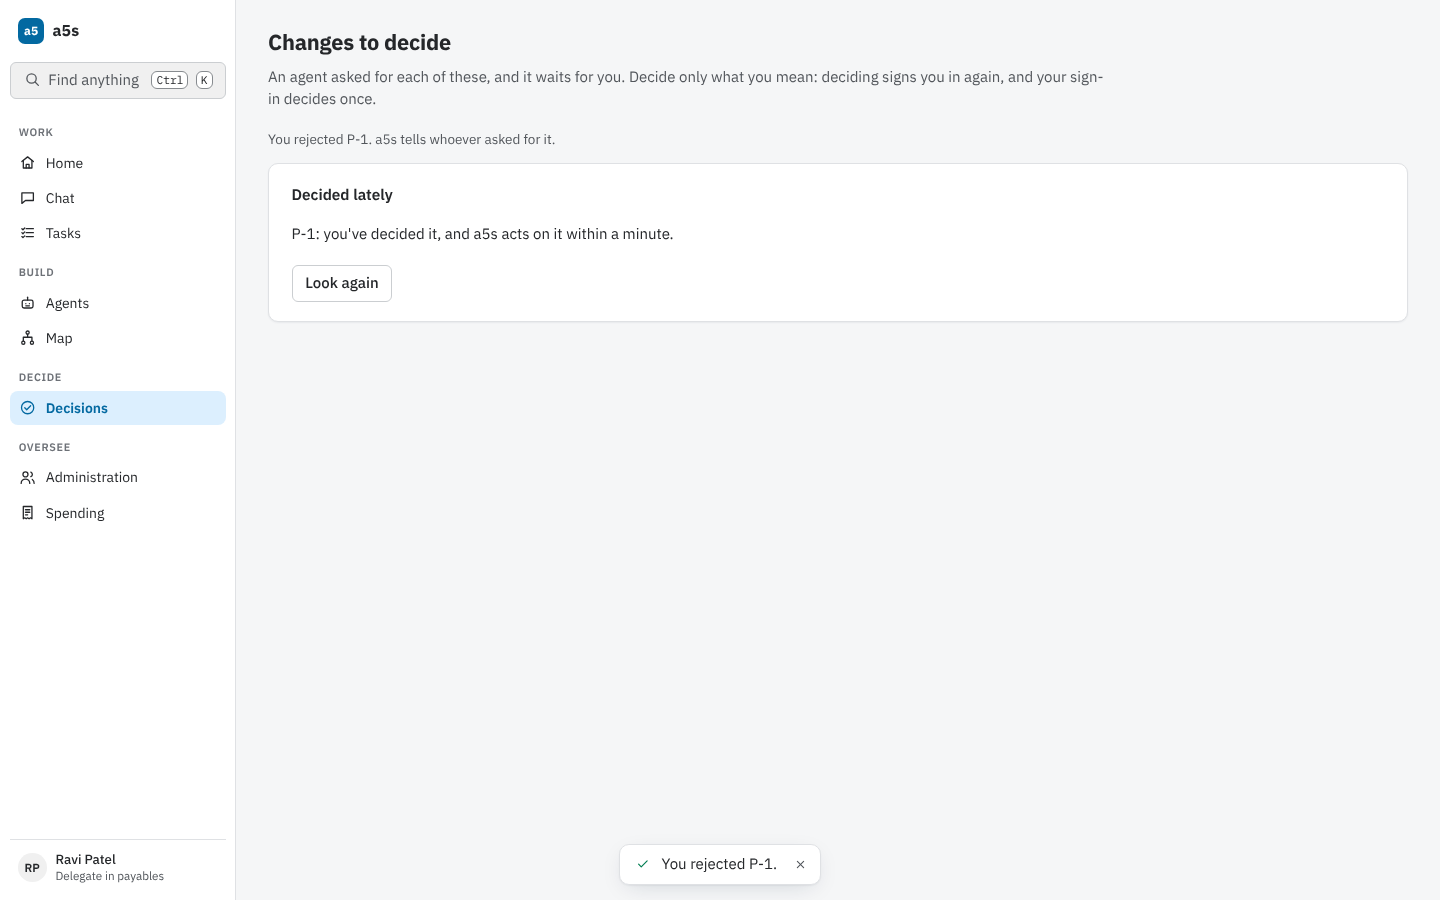 a5 a5s
Find anything Ctrl K
WORK
Home
Chat
Tasks
BUILD
Agents
Map
DECIDE
Decisions
OVERSEE
Administration
Spending
RP Ravi Patel
Delegate in payables
Changes to decide
An agent asked for each of these, and it waits for you. Decide only what you mean: deciding signs you in again, and your sign-
in decides once.
You rejected P-1. a5s tells whoever asked for it.
Decided lately
P-1: you've decided it, and a5s acts on it within a minute.
Look again
You rejected P-1.